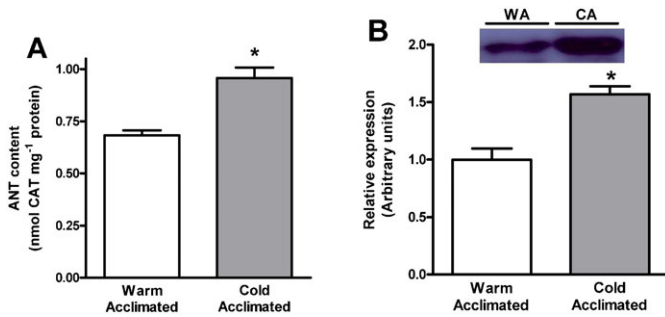 A
ANT content
(nmol CAT mg-1 protein)
1.00
0.75
0.50
0.25
0.00
*
Warm
Acclimated
Cold
Acclimated
B
WA CA
Relative expression
(Arbitrary units)
2.0
1.5
1.0
0.5
0.0
*
Warm
Acclimated
Cold
Acclimated